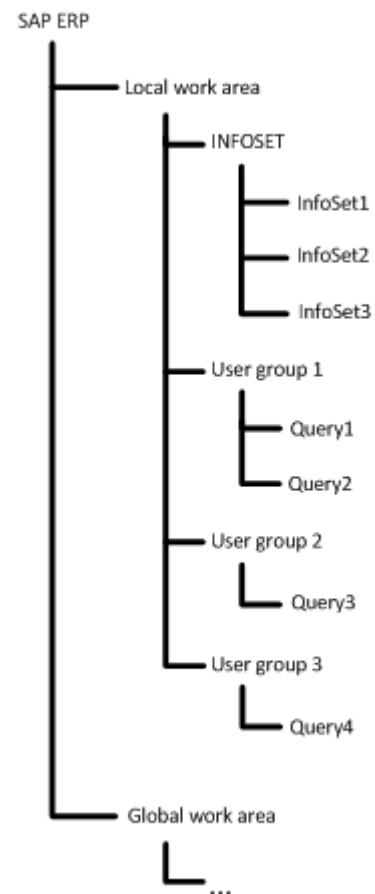 SAP ERP
Local work area
INFOSET
InfoSet1
InfoSet2
InfoSet3
User group 1
Query1
Query2
User group 2
Query3
User group 3
Query4
Global work area
...